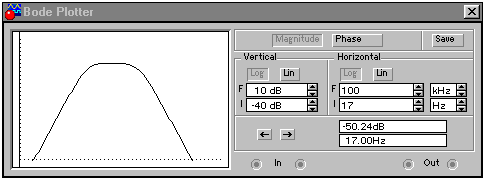 Bode Plotter
Magnitude Phase Save
Vertical Horizontal
Log Lin Log Lin
F 10 dB F 100 kHz
I -40 dB I 17 Hz
← → -50.24dB
17.00Hz
In Out